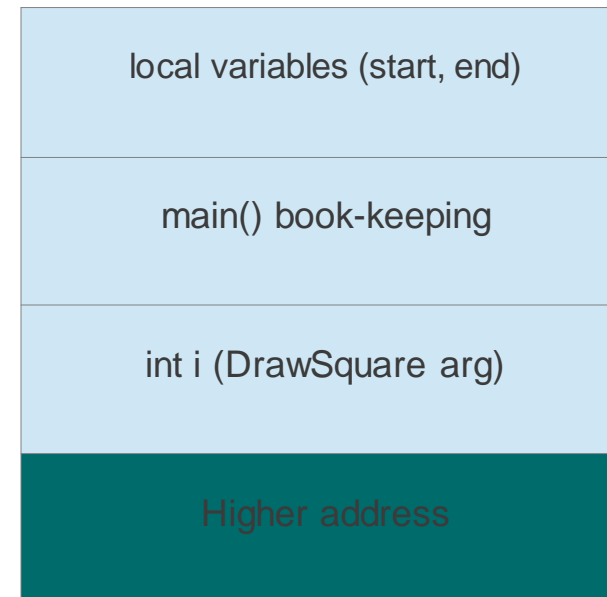 local variables (start, end)
main() book-keeping
int i (DrawSquare arg)
Higher address